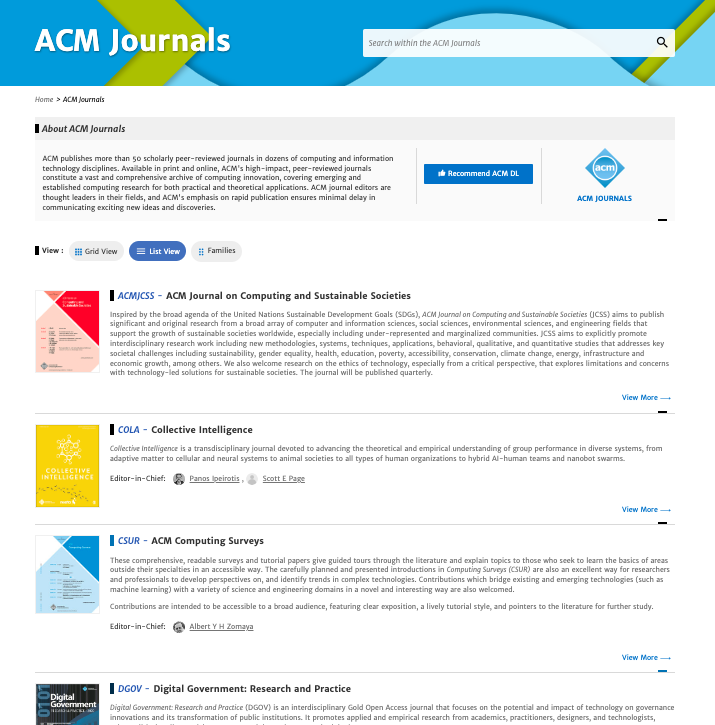 ACM Journals
Search within the ACM Journals
Home > ACM Journals
About ACM Journals
ACM publishes more than 50 scholarly peer-reviewed journals in dozens of computing and information
technology disciplines. Available in print and online, ACM's high-impact, peer-reviewed journals
constitute a vast and comprehensive archive of computing innovation, covering emerging and
established computing research for both practical and theoretical applications. ACM journal editors are
thought leaders in their fields, and ACM's emphasis on rapid publication ensures minimal delay in
communicating exciting new ideas and discoveries.
Recommend ACM DL
acm
ACM JOURNALS
View :
Grid View
List View
Families
ACMJCSS - ACM Journal on Computing and Sustainable Societies
Inspired by the broad agenda of the United Nations Sustainable Development Goals (SDGs), ACM Journal on Computing and Sustainable Societies (JCSS) aims to publish
significant and original research from a broad array of computer and information sciences, social sciences, environmental sciences, and engineering fields that
support the growth of sustainable societies worldwide, especially including under-represented and marginalized communities. JCSS aims to explicitly promote
interdisciplinary research work including new methodologies, systems, techniques, applications, behavioral, qualitative, and quantitative studies that addresses key
societal challenges including sustainability, gender equality, health, education, poverty, accessibility, conservation, climate change, energy, infrastructure and
economic growth, among others. We also welcome research on the ethics of technology, especially from a critical perspective, that explores limitations and concerns
with technology-led solutions for sustainable societies. The journal will be published quarterly.
View More
COLLECTIVE
INTELLIGENCE
COLA - Collective Intelligence
Collective Intelligence is a transdisciplinary journal devoted to advancing the theoretical and empirical understanding of group performance in diverse systems, from
adaptive matter to cellular and neural systems to animal societies to all types of human organizations to hybrid AI-human teams and nanobot swarms.
Editor-in-Chief: Panos Ipeirotis , Scott E Page
View More
CSUR - ACM Computing Surveys
These comprehensive, readable surveys and tutorial papers give guided tours through the literature and explain topics to those who seek to learn the basics of areas
outside their specialties in an accessible way. The carefully planned and presented introductions in Computing Surveys (CSUR) are also an excellent way for researchers
and professionals to develop perspectives on, and identify trends in complex technologies. Contributions which bridge existing and emerging technologies (such as
machine learning) with a variety of science and engineering domains in a novel and interesting way are also welcomed.
Contributions are intended to be accessible to a broad audience, featuring clear exposition, a lively tutorial style, and pointers to the literature for further study.
Editor-in-Chief: Albert Y H Zomaya
View More
0101
Digital
Government
DGOV - Digital Government: Research and Practice
Digital Government: Research and Practice (DGOV) is an interdisciplinary Gold Open Access journal that focuses on the potential and impact of technology on governance
innovations and its transformation of public institutions. It promotes applied and empirical research from academics, practitioners, designers, and technologists,